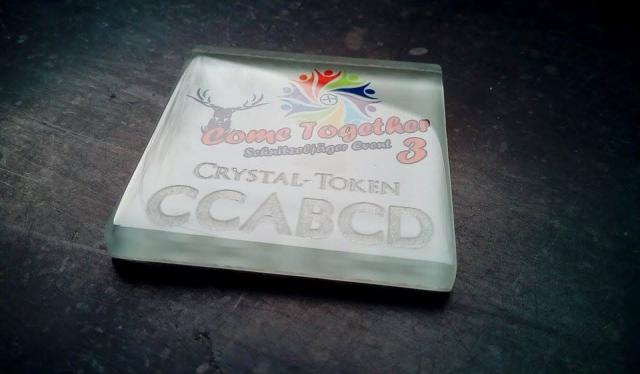 Come Together
Schnitzeljäger Event 3
Crystal-Token
CCABCD